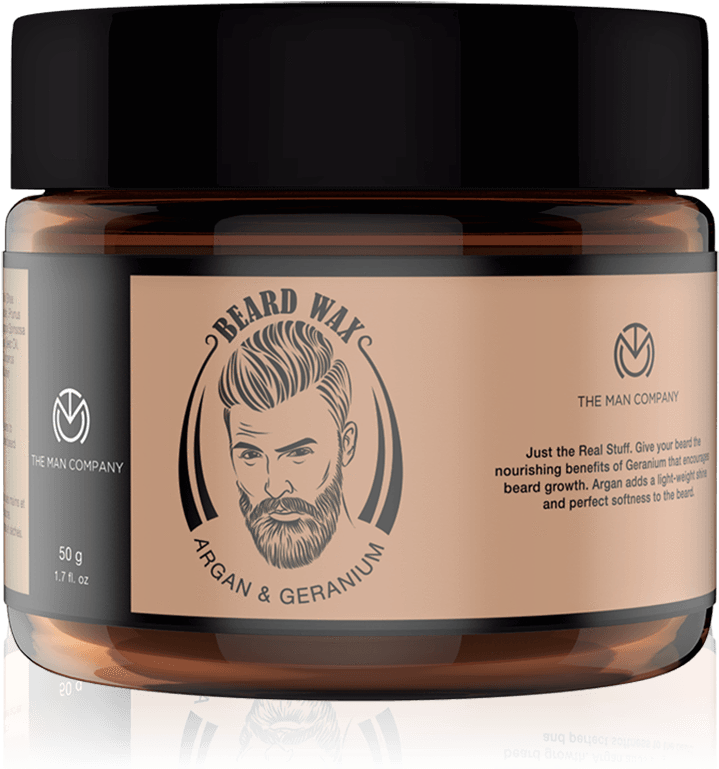 BEARD WAX
ARGAN & GERANIUM
THE MAN COMPANY
50 g
1.7 fl. oz
THE MAN COMPANY
Just the Real Stuff. Give your beard the
nourishing benefits of Geranium that encourages
beard growth. Argan adds a light-weight shine
and perfect softness to the beard.